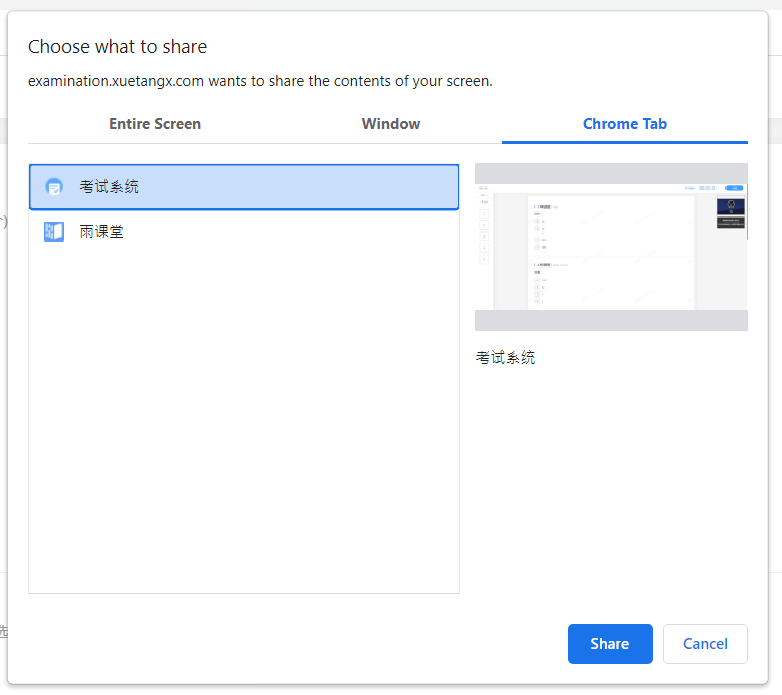 Choose what to share
examination.xuetangx.com wants to share the contents of your screen.
Entire Screen
Window
Chrome Tab
考试系统
雨课堂
考试系统
Share
Cancel